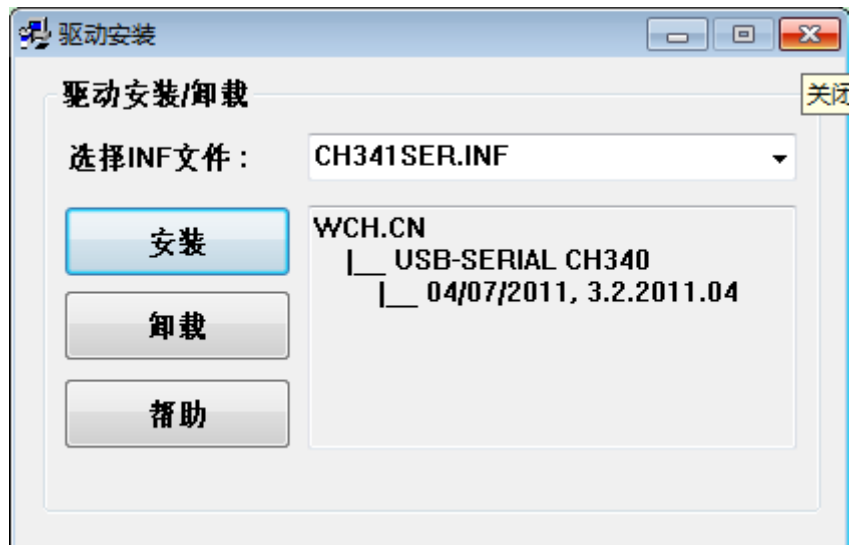 驱动安装
关闭
驱动安装/卸载
选择INF文件:
CH341SER.INF
安装
卸载
帮助
WCH.CN
|__ USB-SERIAL CH340
|__ 04/07/2011, 3.2.2011.04